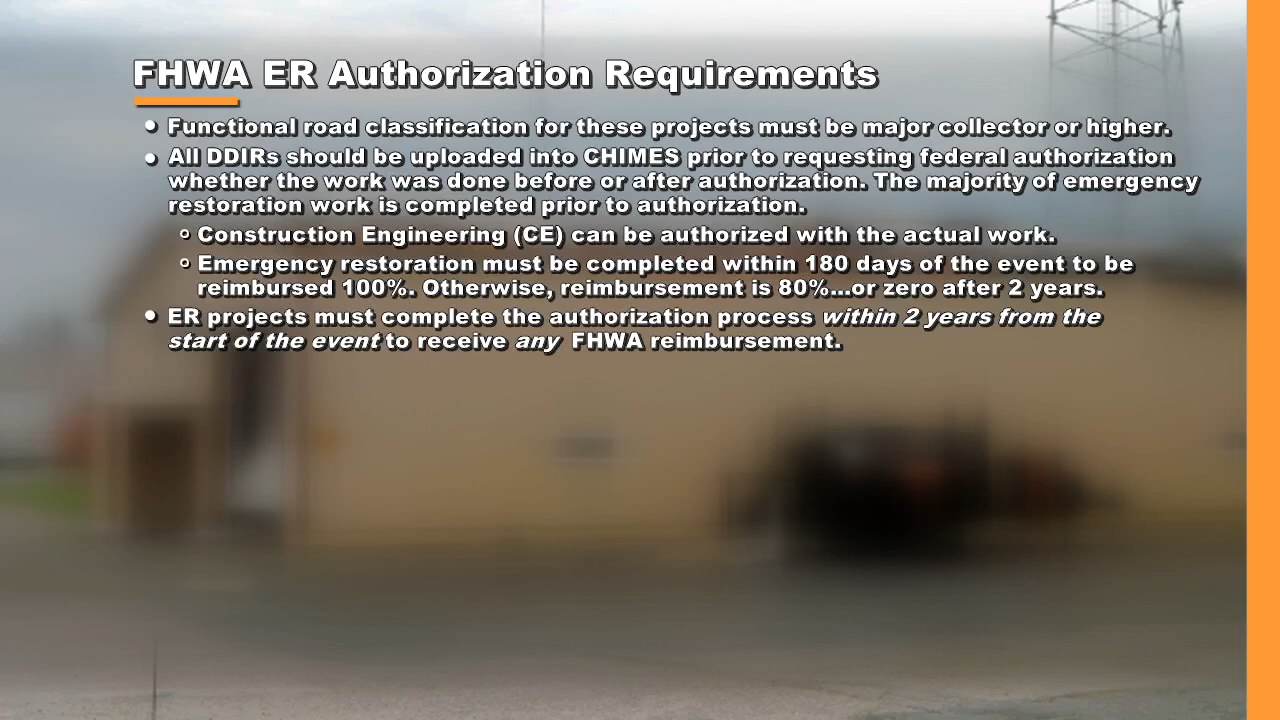 FHWA ER Authorization Requirements
• Functional road classification for these projects must be major collector or higher.
• All DDIRs should be uploaded into CHIMES prior to requesting federal authorization
whether the work was done before or after authorization. The majority of emergency
restoration work is completed prior to authorization.
◦ Construction Engineering (CE) can be authorized with the actual work.
◦ Emergency restoration must be completed within 180 days of the event to be
reimbursed 100%. Otherwise, reimbursement is 80%...or zero after 2 years.
• ER projects must complete the authorization process within 2 years from the
start of the event to receive any FHWA reimbursement.